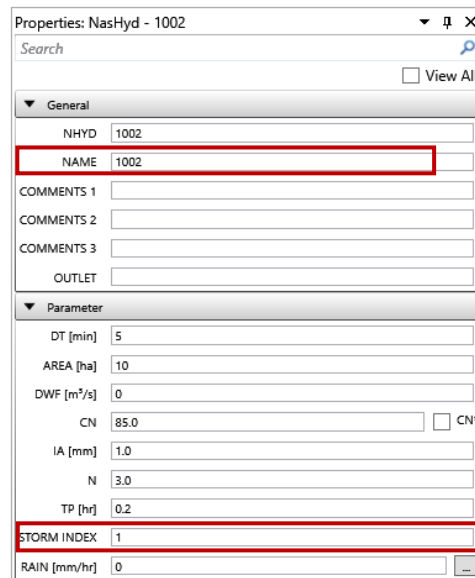 Properties: NasHyd - 1002
Search
View All
General
NHYD 1002
NAME 1002
COMMENTS 1
COMMENTS 2
COMMENTS 3
OUTLET
Parameter
DT [min] 5
AREA [ha] 10
DWF [m³/s] 0
CN 85.0 CN*
IA [mm] 1.0
N 3.0
TP [hr] 0.2
STORM INDEX 1
RAIN [mm/hr] 0 ...